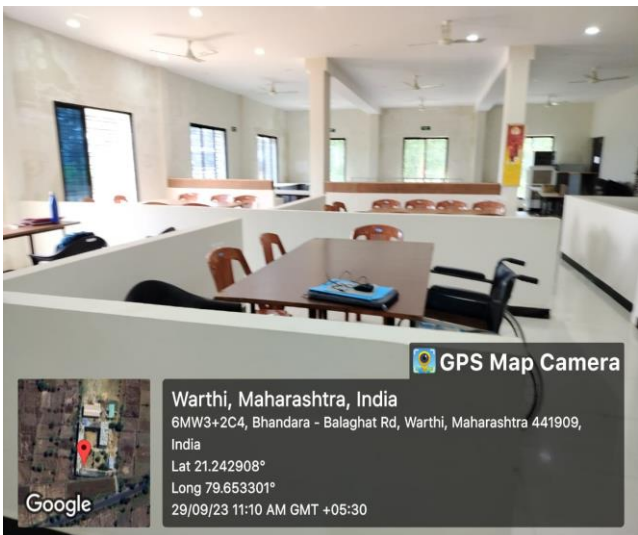 GPS Map Camera
Warthi, Maharashtra, India
6MW3+2C4, Bhandara - Balaghat Rd, Warthi, Maharashtra 441909,
India
Lat 21.242908°
Long 79.653301°
29/09/23 11:10 AM GMT +05:30
Google